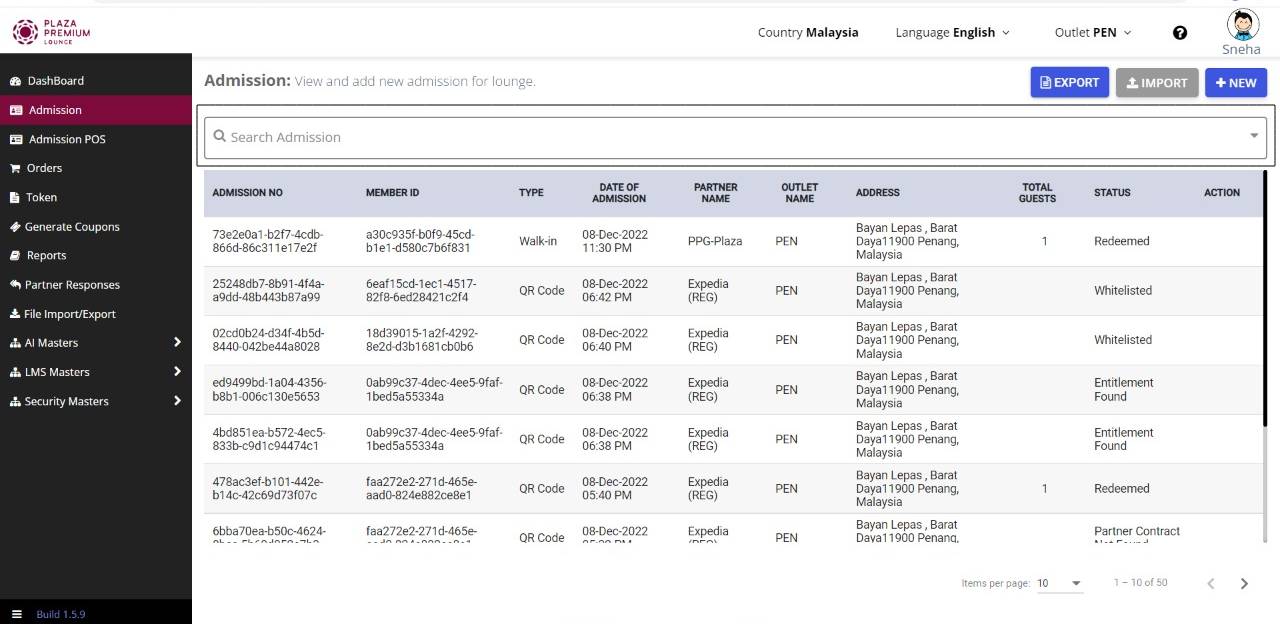 PLAZA
PREMIUM
LOUNGE
Country Malaysia
Language English
Outlet PEN
?
Sneha
DashBoard
Admission
Admission POS
Orders
Token
Generate Coupons
Reports
Partner Responses
File Import/Export
AI Masters
LMS Masters
Security Masters
Build 1.5.9
Admission: View and add new admission for lounge.
EXPORT
IMPORT
+ NEW
Search Admission
ADMISSION NO MEMBER ID TYPE DATE OF ADMISSION PARTNER NAME OUTLET NAME ADDRESS TOTAL GUESTS STATUS ACTION
73e2e0a1-b2f7-4cdb- a30c935f-b0f9-45cd- Walk-in 08-Dec-2022 PPG-Plaza PEN Bayan Lepas , Barat 1 Redeemed
866d-86c311e17e2f b1e1-d580c7b6f831 11:30 PM Daya11900 Penang,
Malaysia
25248db7-8b91-4f4a- 6eaf15cd-1ec1-4517- QR Code 08-Dec-2022 Expedia PEN Bayan Lepas , Barat Whitelisted
a9dd-48b443b87a99 82f8-6ed28421c2f4 06:42 PM (REG) Daya11900 Penang,
Malaysia
02cd0b24-d34f-4b5d- 18d39015-1a2f-4292- QR Code 08-Dec-2022 Expedia PEN Bayan Lepas , Barat Whitelisted
8440-042be44a8028 8e2d-d3b1681cb0b6 06:40 PM (REG) Daya11900 Penang,
Malaysia
ed9499bd-1a04-4356- 0ab99c37-4dec-4ee5-9faf- QR Code 08-Dec-2022 Expedia PEN Bayan Lepas , Barat Entitlement
b8b1-006c130e5653 1bed5a55334a 06:38 PM (REG) Daya11900 Penang, Found
Malaysia
4bd851ea-b572-4ec5- 0ab99c37-4dec-4ee5-9faf- QR Code 08-Dec-2022 Expedia PEN Bayan Lepas , Barat Entitlement
833b-c9d1c94474c1 1bed5a55334a 06:38 PM (REG) Daya11900 Penang, Found
Malaysia
478ac3ef-b101-442e- faa272e2-271d-465e- QR Code 08-Dec-2022 Expedia PEN Bayan Lepas , Barat 1 Redeemed
b14c-42c69d73f07c aad0-824e882ce8e1 05:40 PM (REG) Daya11900 Penang,
Malaysia
6bba70ea-b50c-4624- faa272e2-271d-465e- QR Code 08-Dec-2022 Expedia PEN Bayan Lepas , Barat Partner Contract
Daya11900 Penang,
Items per page: 10
1 – 10 of 50